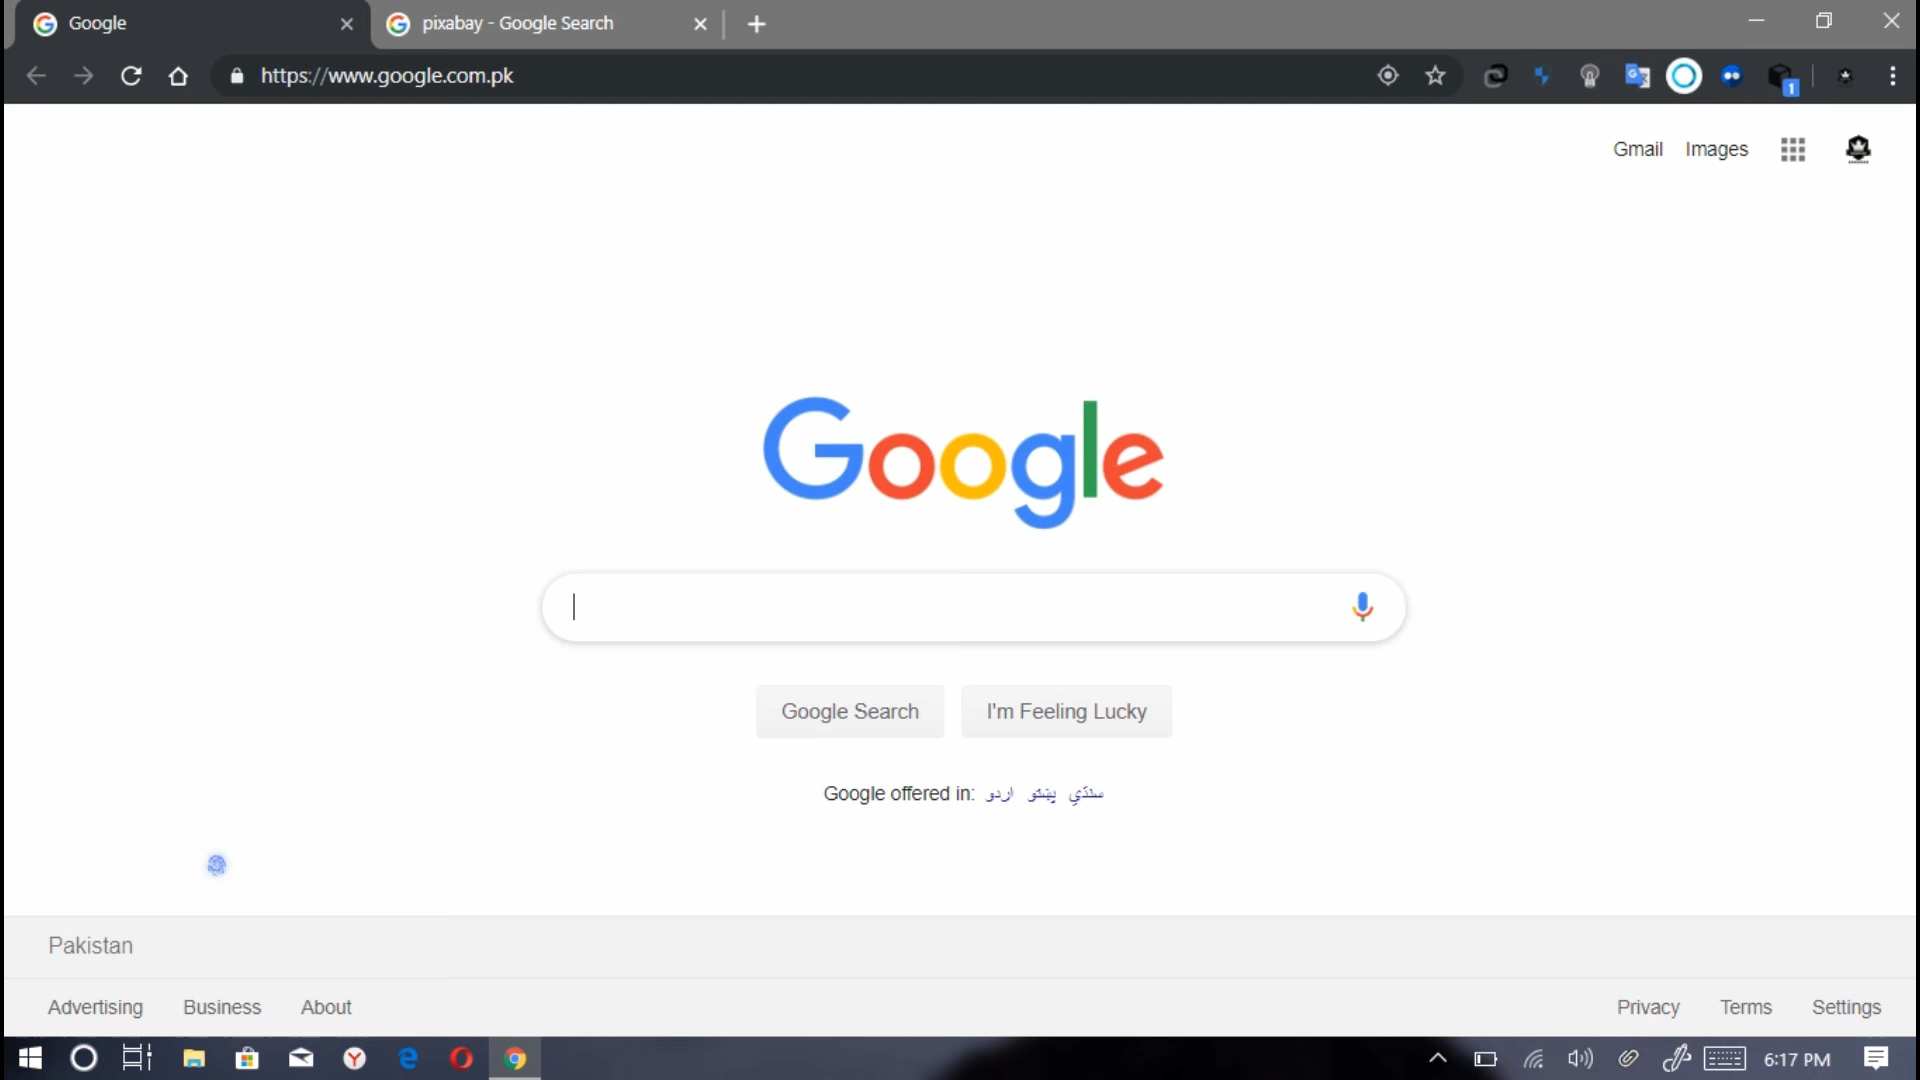 Google
pixabay - Google Search
https://www.google.com.pk
1
Gmail Images
Google
Google Search I'm Feeling Lucky
Google offered in: اردو پښتو سنڌي
Pakistan
Advertising Business About
Privacy Terms Settings
6:17 PM